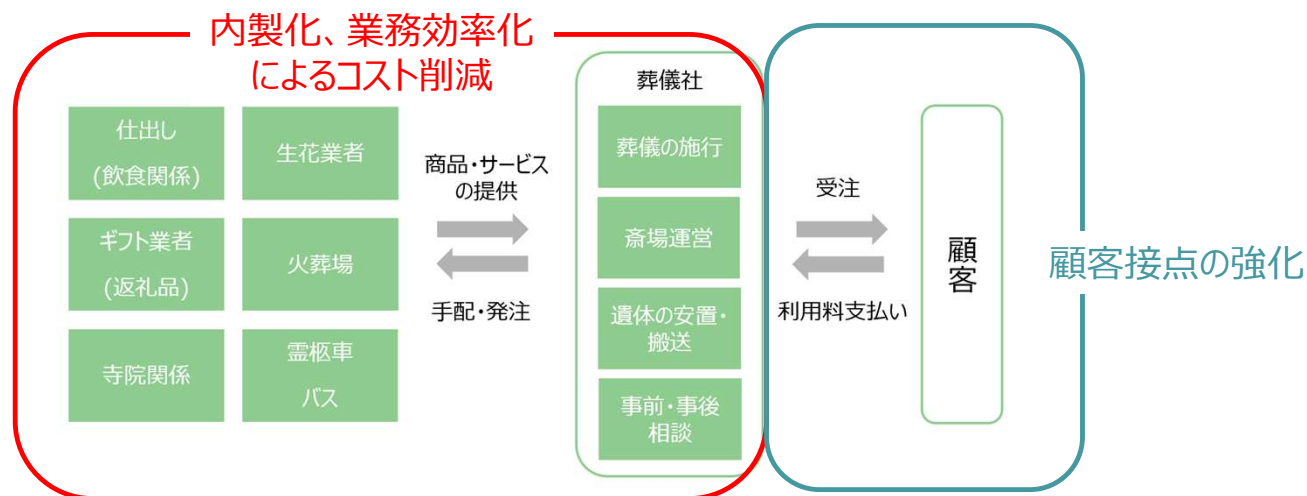 内製化、業務効率化
によるコスト削減
仕出し
(飲食関係)
生花業者
ギフト業者
(返礼品)
火葬場
寺院関係
霊柩車
バス
商品・サービス
の提供
手配・発注
葬儀社
葬儀の施行
斎場運営
遺体の安置・
搬送
事前・事後
相談
受注
利用料支払い
顧客
顧客接点の強化